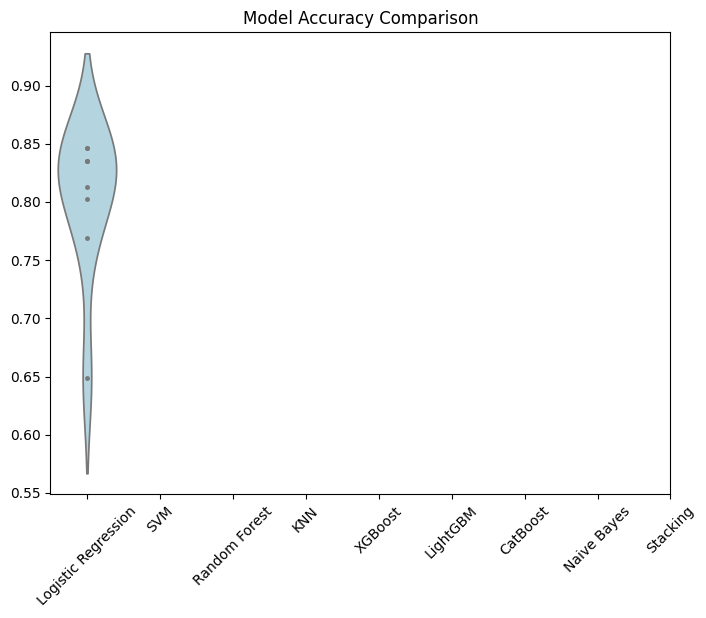 Model Accuracy Comparison
0.90
0.85
0.80
0.75
0.70
0.65
0.60
0.55
Logistic Regression
SVM
Random Forest
KNN
XGBoost
LightGBM
CatBoost
Naive Bayes
Stacking